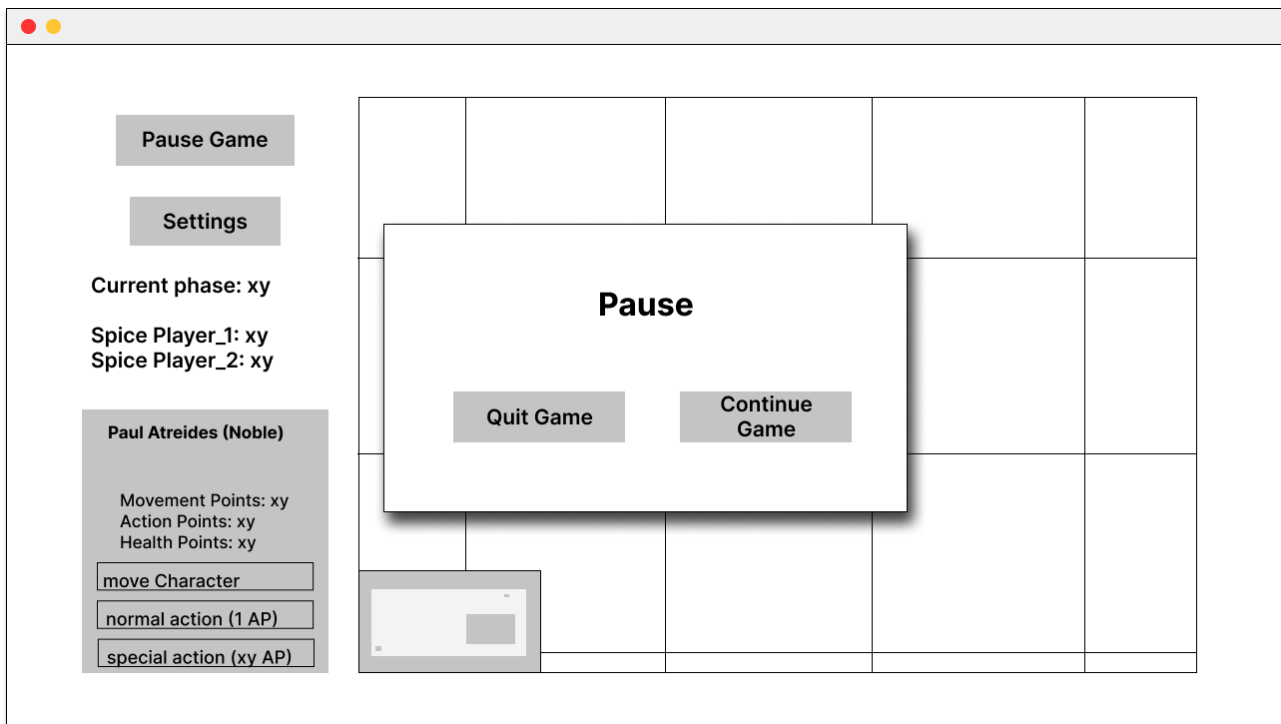 Pause Game
Settings
Current phase: xy
Spice Player_1: xy
Spice Player_2: xy
Paul Atreides (Noble)
Movement Points: xy
Action Points: xy
Health Points: xy
move Character
normal action (1 AP)
special action (xy AP)
Pause
Quit Game
Continue
Game